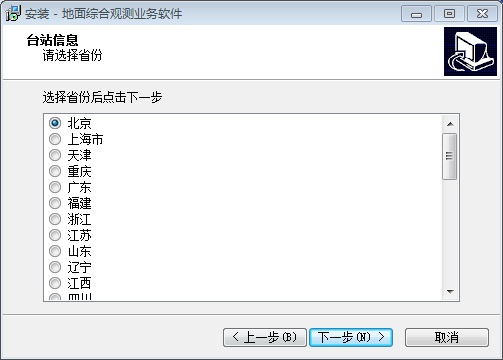 安装 - 地面综合观测业务软件
台站信息
请选择省份
选择省份后点击下一步
北京
上海市
天津
重庆
广东
福建
浙江
江苏
山东
辽宁
江西
四川
< 上一步(B)
下一步(N) >
取消